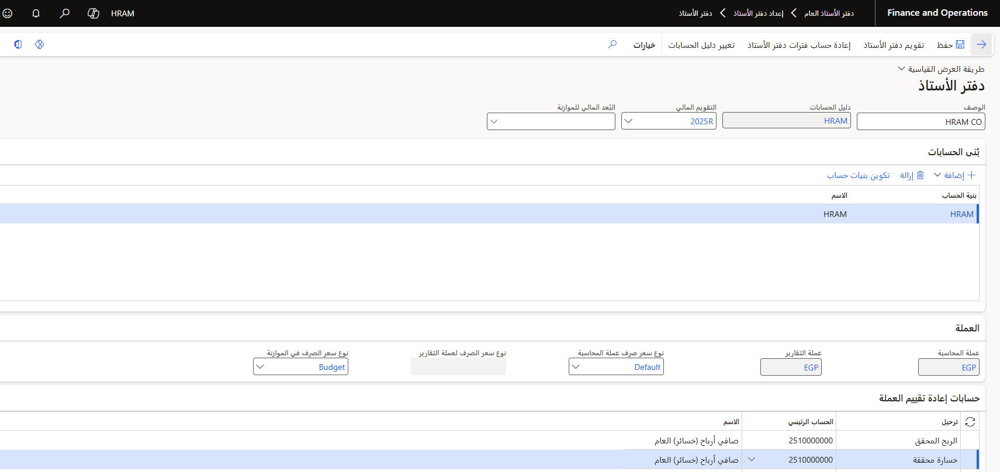 Finance and Operations
دفتر الأستاذ العام
إعداد دفتر الأستاذ
دفتر الأستاذ
HRAM
حفظ
تقويم دفتر الأستاذ
إعادة حساب فترات دفتر الأستاذ
تغيير دليل الحسابات
خيارات
طريقة العرض القياسية
دفتر الأستاذ
الوصف
دليل الحسابات
التقويم المالي
البُعد المالي للموازنة
HRAM CO
HRAM
2025R
بُنى الحسابات
إضافة
إزالة
تكوين بنيات حساب
بنية الحساب
الاسم
HRAM
HRAM
العملة
عملة المحاسبة
عملة التقارير
نوع سعر صرف عملة المحاسبة
نوع سعر الصرف لعملة التقارير
نوع سعر الصرف في الموازنة
EGP
EGP
Default
Budget
حسابات إعادة تقييم العملة
ترحيل
الحساب الرئيسي
الاسم
الربح المحقق
2510000000
صافي أرباح (خسائر) العام
خسارة محققة
2510000000
صافي أرباح (خسائر) العام